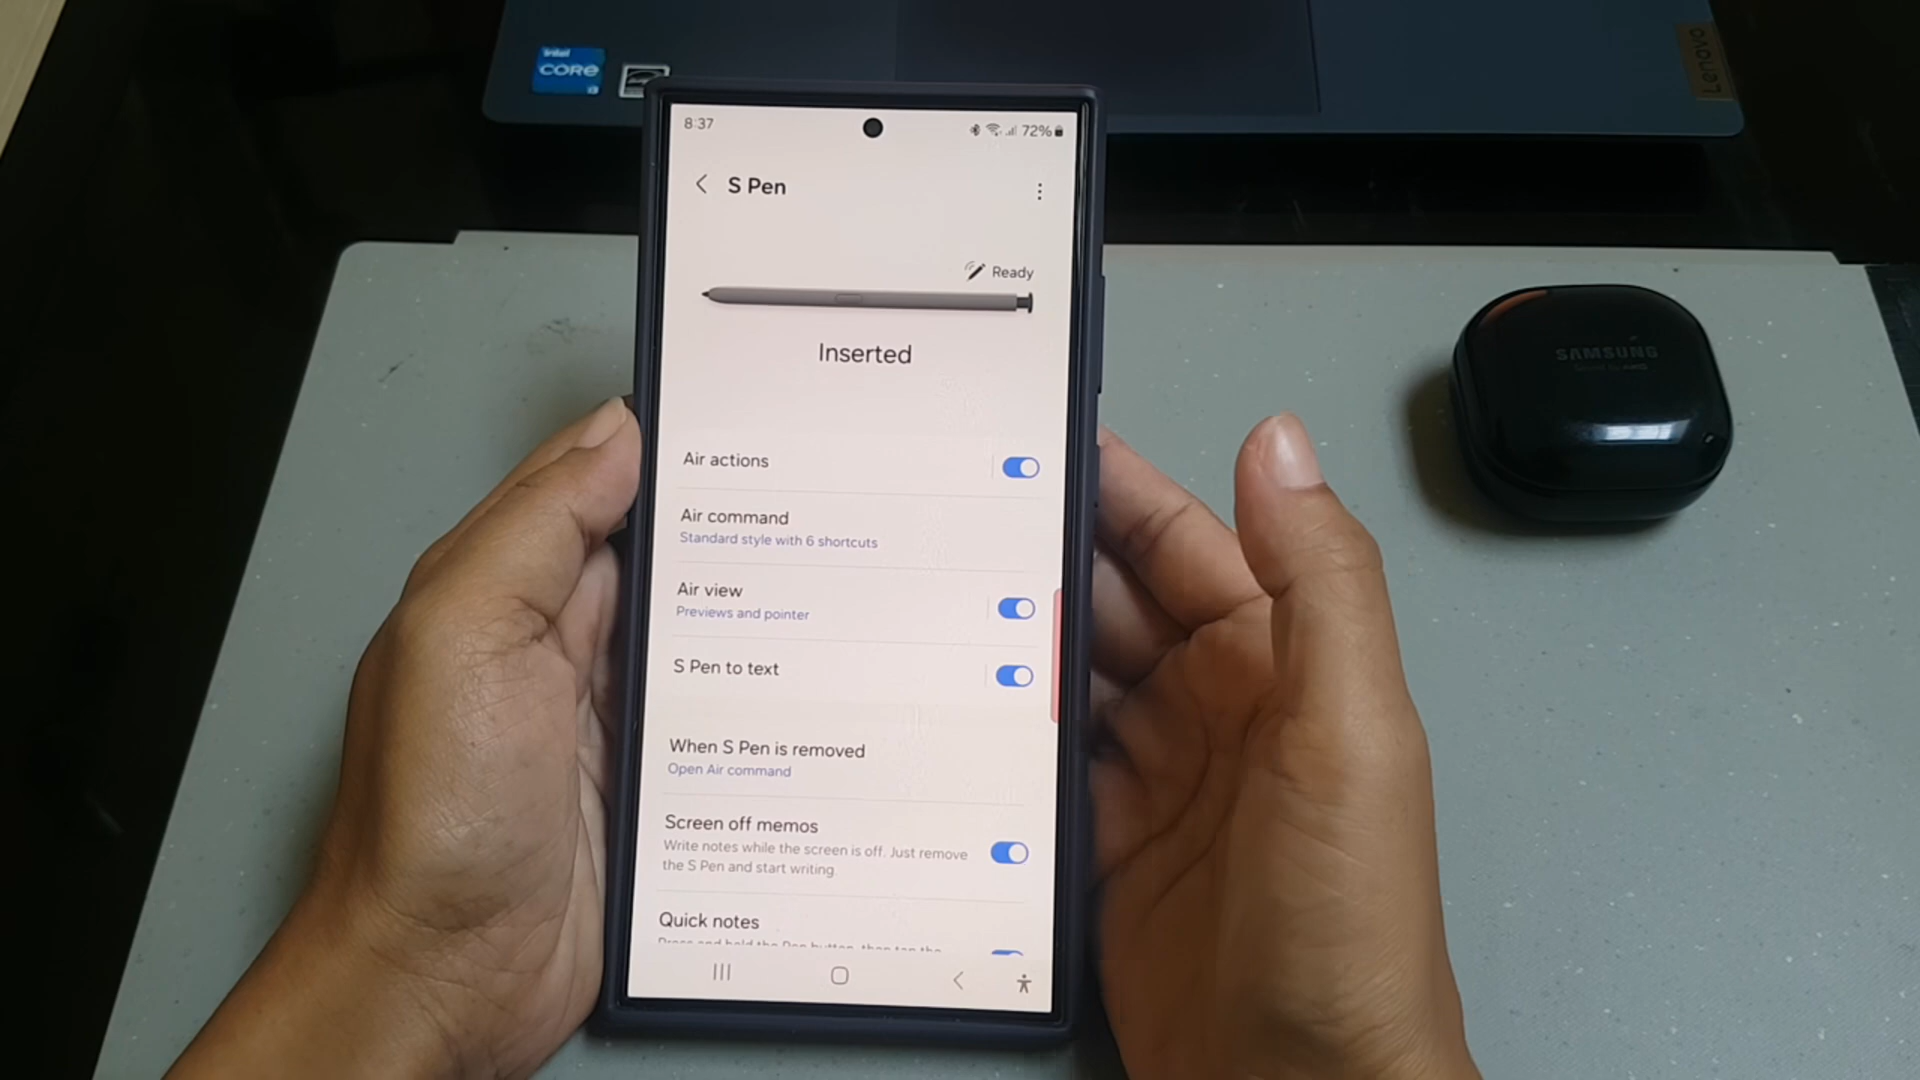 intel
CORE
i3
Lenovo
8:37
72%
S Pen
Ready
Inserted
SAMSUNG
Air actions
Air command
Standard style with 6 shortcuts
Air view
Previews and pointer
S Pen to text
When S Pen is removed
Open Air command
Screen off memos
Write notes while the screen is off. Just remove
the S Pen and start writing.
Quick notes
Press and hold the Pen button, then tap the